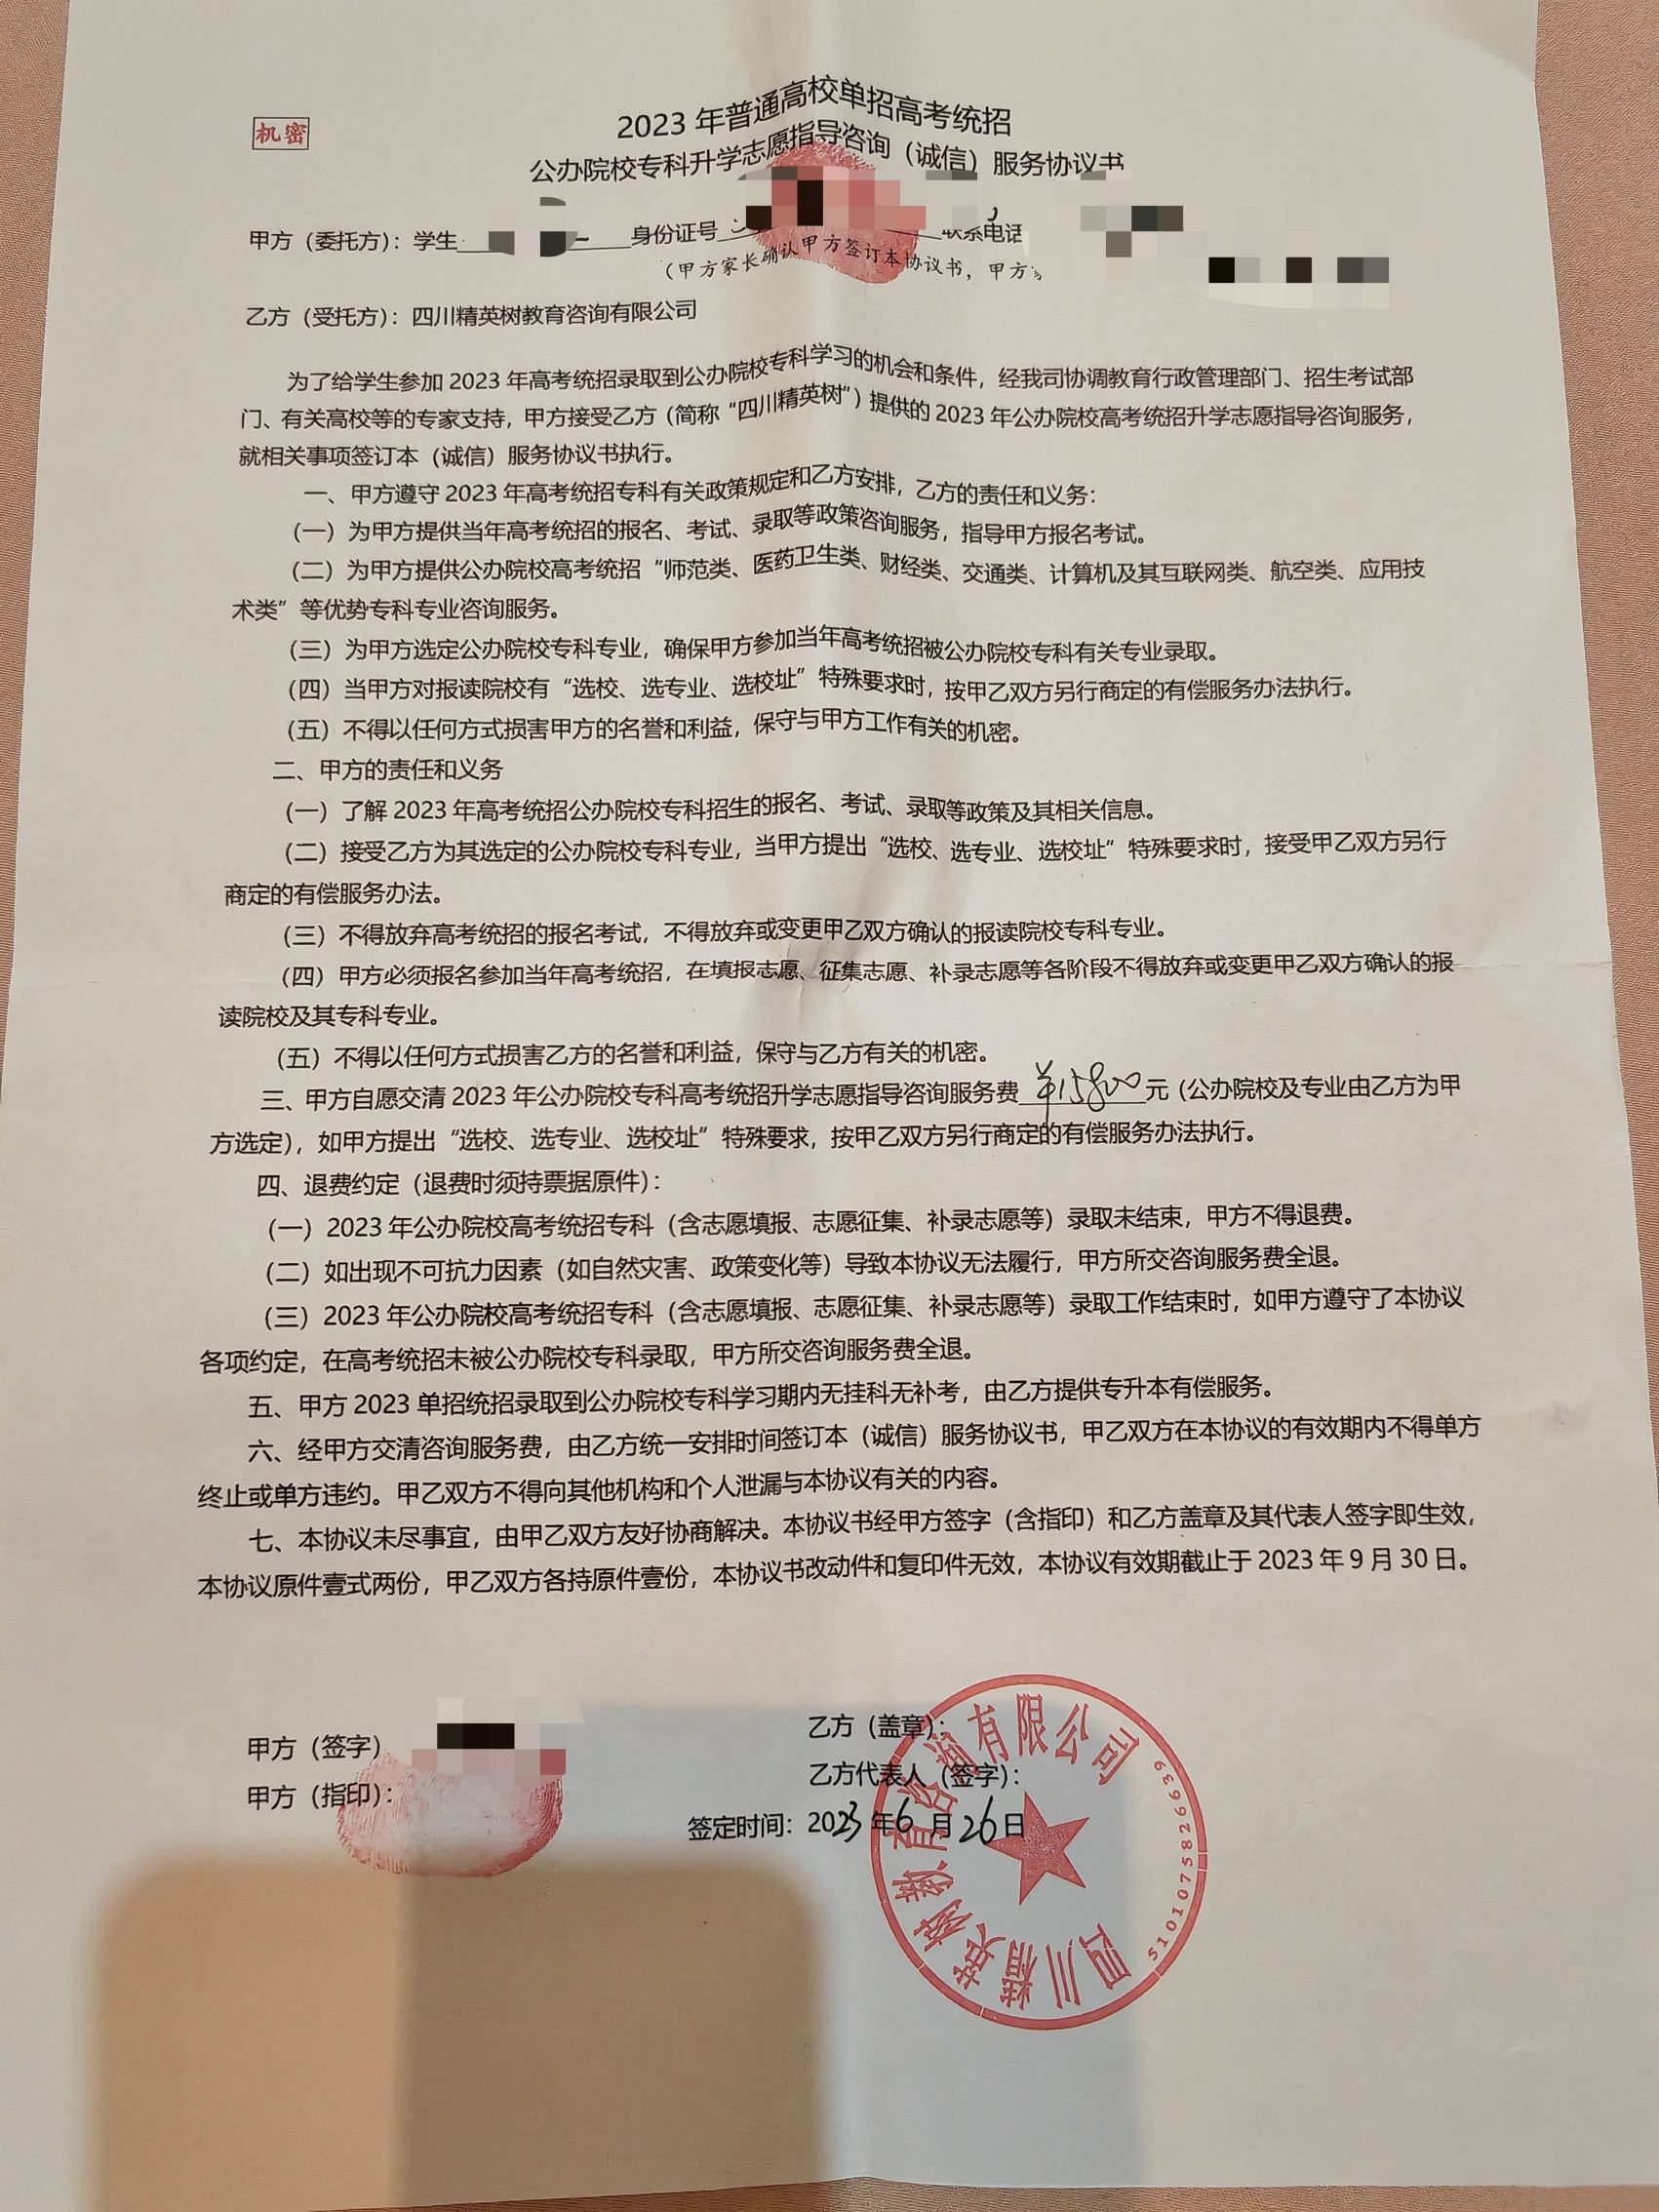 机密
2023年普通高校单招高考统招
公办院校专科升学志愿指导咨询（诚信）服务协议书
甲方（委托方）：学生 身份证号 联系电话
（甲方家长确认甲方签订本协议书，甲方
乙方（受托方）：四川精英树教育咨询有限公司
为了给学生参加2023年高考统招录取到公办院校专科学习的机会和条件，经我司协调教育行政管理部门、招生考试部
门、有关高校等的专家支持，甲方接受乙方（简称“四川精英树”）提供的2023年公办院校高考统招升学志愿指导咨询服务，
就相关事项签订本（诚信）服务协议书执行。
一、甲方遵守2023年高考统招专科有关政策规定和乙方安排，乙方的责任和义务：
（一）为甲方提供当年高考统招的报名、考试、录取等政策咨询服务，指导甲方报名考试。
（二）为甲方提供公办院校高考统招“师范类、医药卫生类、财经类、交通类、计算机及其互联网类、航空类、应用技
术类”等优势专科专业咨询服务。
（三）为甲方选定公办院校专科专业，确保甲方参加当年高考统招被公办院校专科有关专业录取。
（四）当甲方对报读院校有“选校、选专业、选校址”特殊要求时，按甲乙双方另行商定的有偿服务办法执行。
（五）不得以任何方式损害甲方的名誉和利益，保守与甲方工作有关的机密。
二、甲方的责任和义务
（一）了解2023年高考统招公办院校专科招生的报名、考试、录取等政策及其相关信息。
（二）接受乙方为其选定的公办院校专科专业，当甲方提出“选校、选专业、选校址”特殊要求时，接受甲乙双方另行
商定的有偿服务办法。
（三）不得放弃高考统招的报名考试，不得放弃或变更甲乙双方确认的报读院校专科专业。
（四）甲方必须报名参加当年高考统招，在填报志愿、征集志愿、补录志愿等各阶段不得放弃或变更甲乙双方确认的报
读院校及其专科专业。
（五）不得以任何方式损害乙方的名誉和利益，保守与乙方有关的机密。
三、甲方自愿交清2023年公办院校专科高考统招升学志愿指导咨询服务费¥15800元（公办院校及专业由乙方为甲
方选定），如甲方提出“选校、选专业、选校址”特殊要求，按甲乙双方另行商定的有偿服务办法执行。
四、退费约定（退费时须持票据原件）：
（一）2023年公办院校高考统招专科（含志愿填报、志愿征集、补录志愿等）录取未结束，甲方不得退费。
（二）如出现不可抗力因素（如自然灾害、政策变化等）导致本协议无法履行，甲方所交咨询服务费全退。
（三）2023年公办院校高考统招专科（含志愿填报、志愿征集、补录志愿等）录取工作结束时，如甲方遵守了本协议
各项约定，在高考统招未被公办院校专科录取，甲方所交咨询服务费全退。
五、甲方2023单招统招录取到公办院校专科学习期内无挂科无补考，由乙方提供专升本有偿服务。
六、经甲方交清咨询服务费，由乙方统一安排时间签订本（诚信）服务协议书，甲乙双方在本协议的有效期内不得单方
终止或单方违约。甲乙双方不得向其他机构和个人泄漏与本协议有关的内容。
七、本协议未尽事宜，由甲乙双方友好协商解决。本协议书经甲方签字（含指印）和乙方盖章及其代表人签字即生效，
本协议原件壹式两份，甲乙双方各持原件壹份，本协议书改动件和复印件无效，本协议有效期截止于2023年9月30日。
甲方（签字）
甲方（指印）：
乙方（盖章）：
乙方代表人（签字）：
签定时间：2023年6月26日
四川精英树教育咨询有限公司
5101075826639